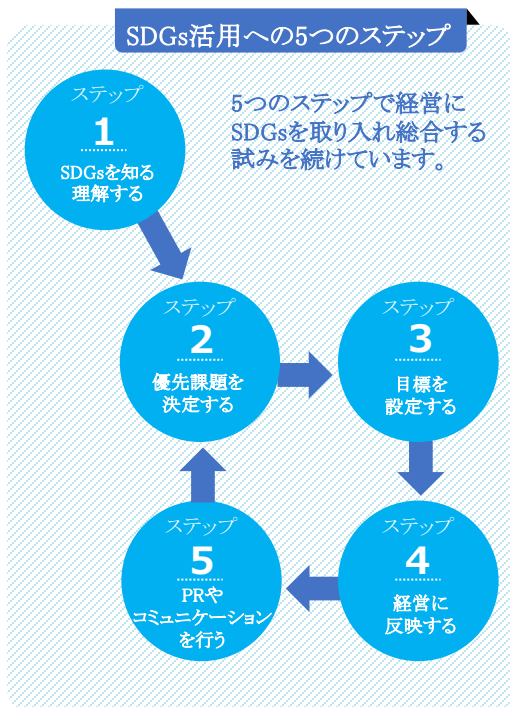 SDGs活用への5つのステップ
5つのステップで経営に
SDGsを取り入れ総合する
試みを続けています。
ステップ
1
SDGsを知る
理解する
ステップ
2
優先課題を
決定する
ステップ
3
目標を
設定する
ステップ
4
経営に
反映する
ステップ
5
PRや
コミュニケーション
を行う